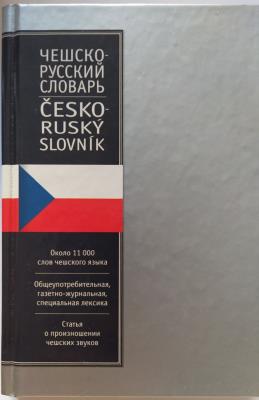 ЧЕШСКО-
РУССКИЙ
СЛОВАРЬ
ČESKO-
RUSKÝ
SLOVNÍK
Около 11 000
слов чешского языка
Общеупотребительная,
газетно-журнальная,
специальная лексика
Статья
о произношении
чешских звуков